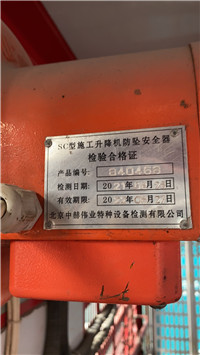 SC型施工升降机防坠安全器
检验合格证
产品编号: 040469
检测日期: 20 年 月 日
有效期限: 20 年 月 日
北京中赫伟业特种设备检测有限公司